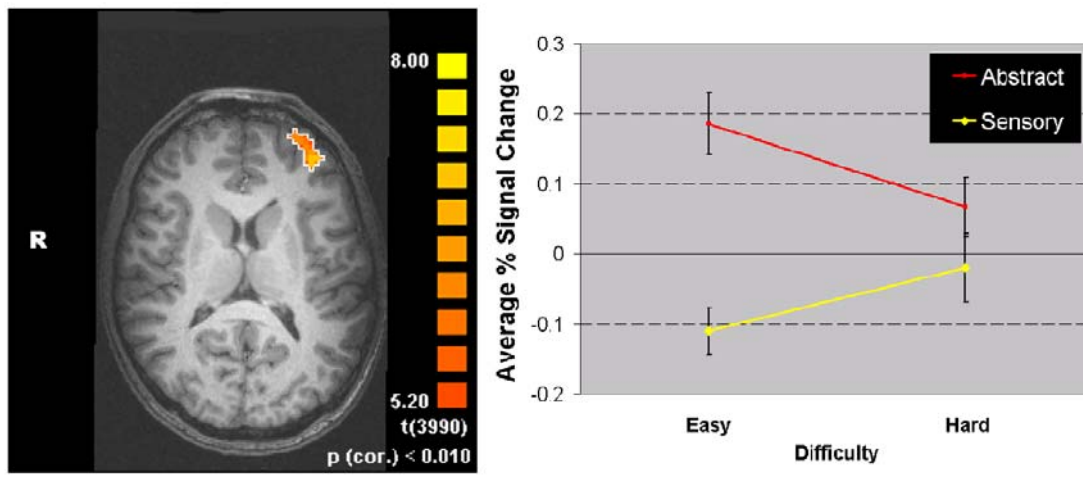 8.00
R
5.20
t(3990)
p (cor.) < 0.010
Average % Signal Change
0.3
0.2
0.1
0
-0.1
-0.2
Abstract
Sensory
Easy
Hard
Difficulty